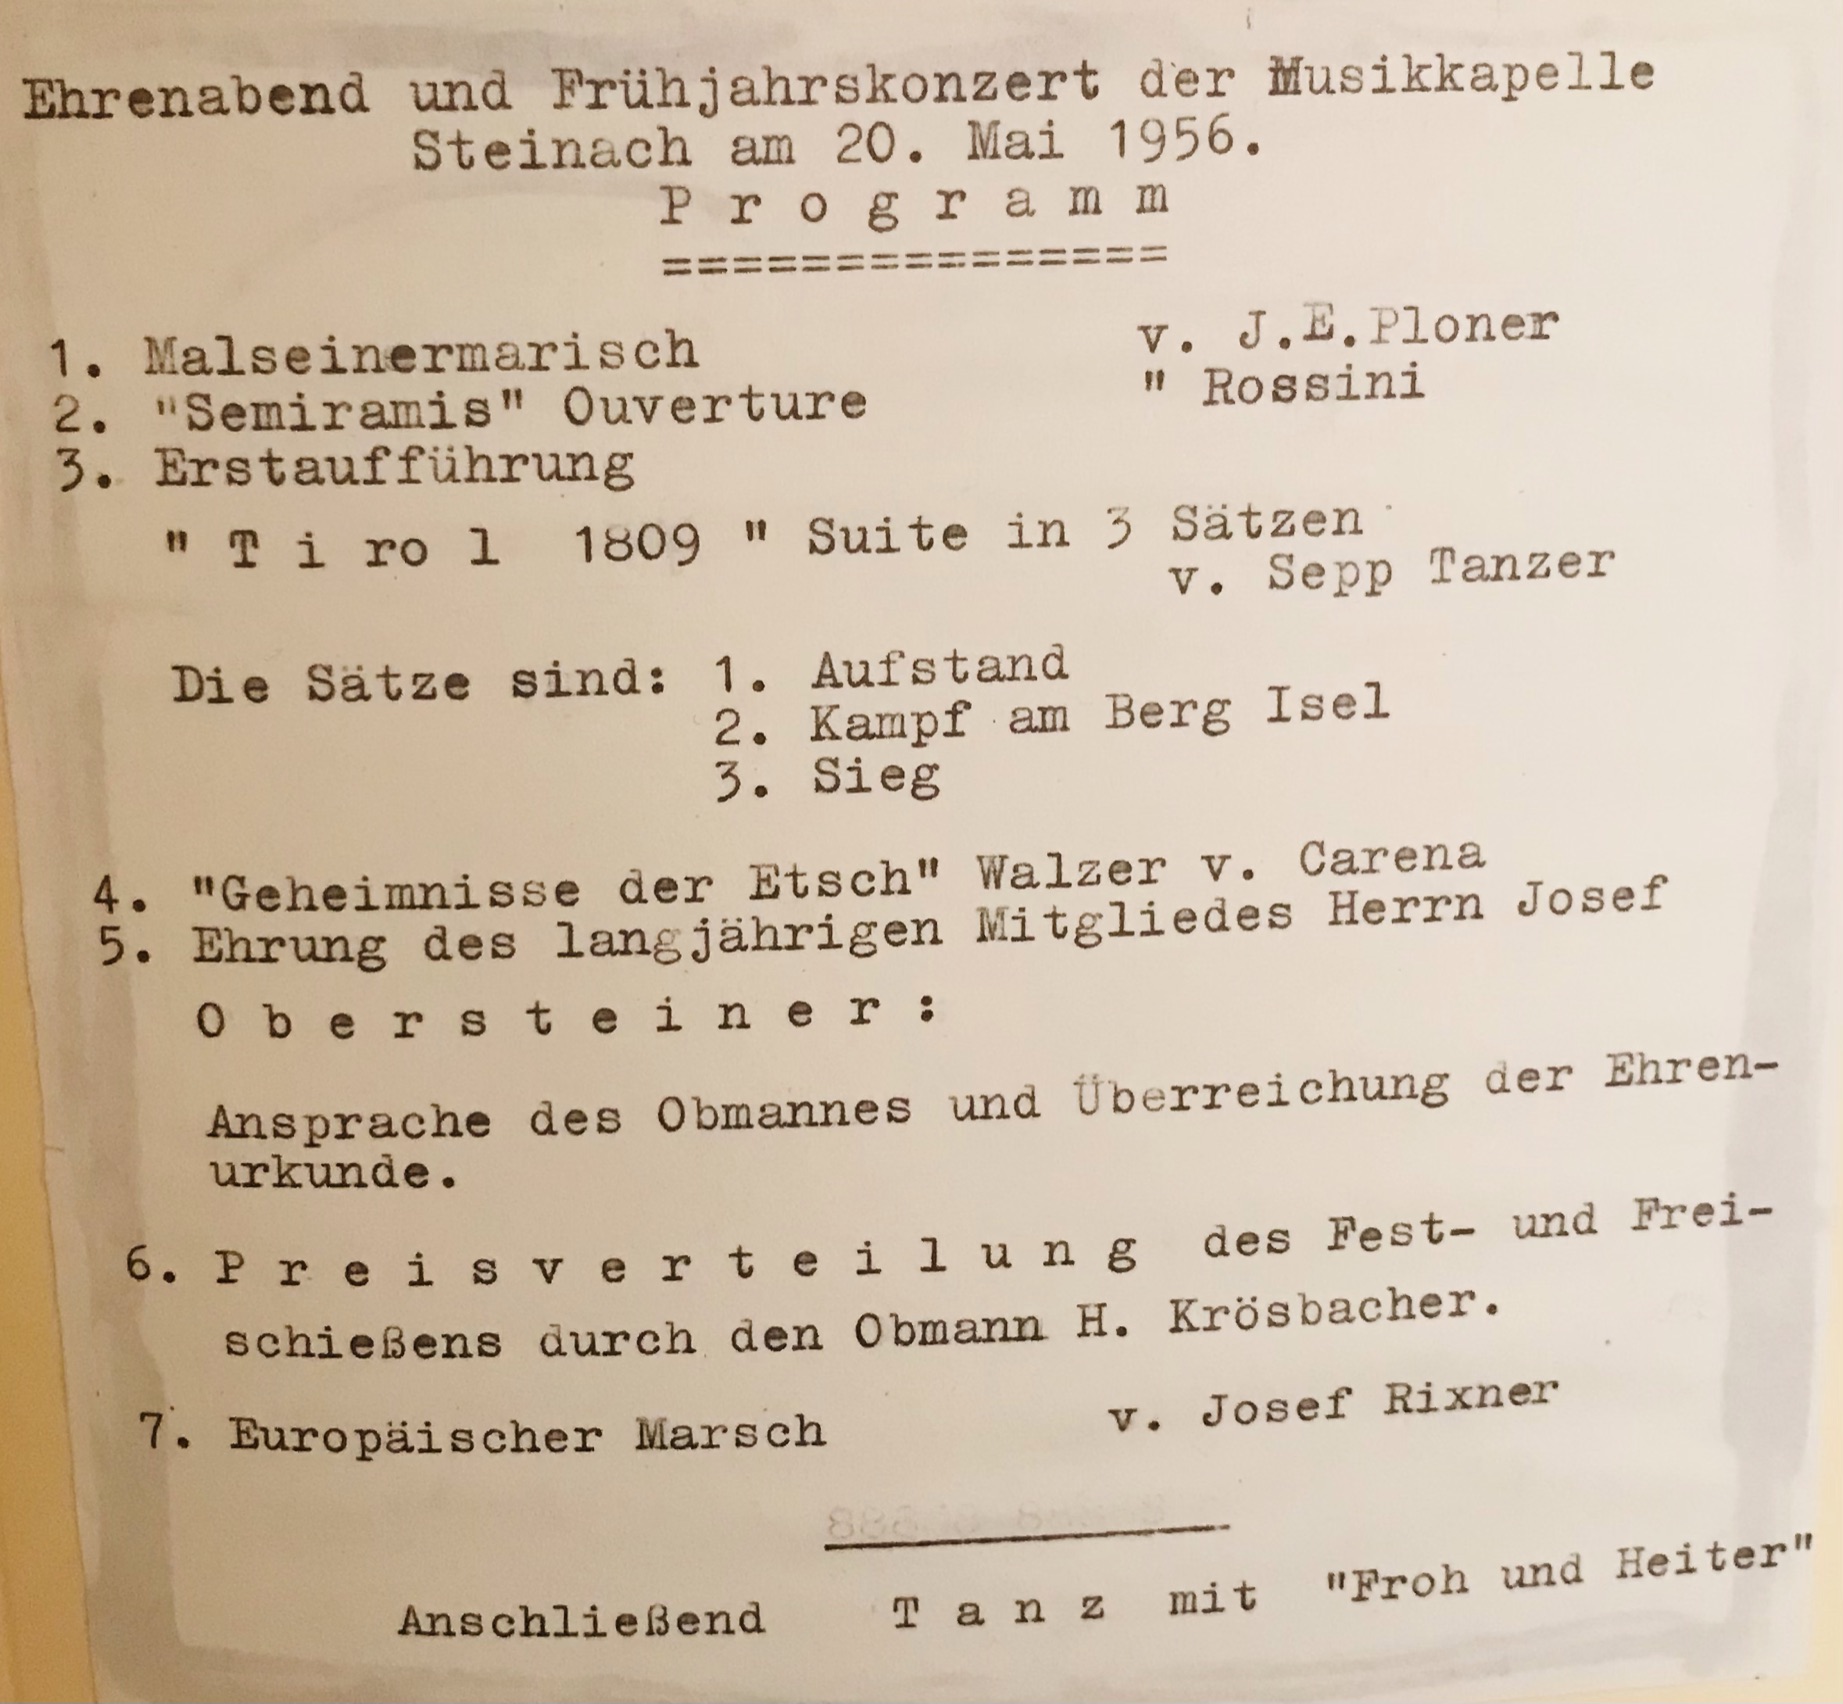 Ehrenabend und Frühjahrskonzert der Musikkapelle
Steinach am 20. Mai 1956.
P r o g r a m m
===============
1. Malseinermarisch v. J.E.Ploner
2. "Semiramis" Ouverture " Rossini
3. Erstaufführung
" T i ro l 1809 " Suite in 3 Sätzen
v. Sepp Tanzer
Die Sätze sind: 1. Aufstand
2. Kampf am Berg Isel
3. Sieg
4. "Geheimnisse der Etsch" Walzer v. Carena
5. Ehrung des langjährigen Mitgliedes Herrn Josef
O b e r s t e i n e r :
Ansprache des Obmannes und Überreichung der Ehren-
urkunde.
6. P r e i s v e r t e i l u n g des Fest- und Frei-
schießens durch den Obmann H. Krösbacher.
7. Europäischer Marsch v. Josef Rixner
Anschließend T a n z mit "Froh und Heiter"